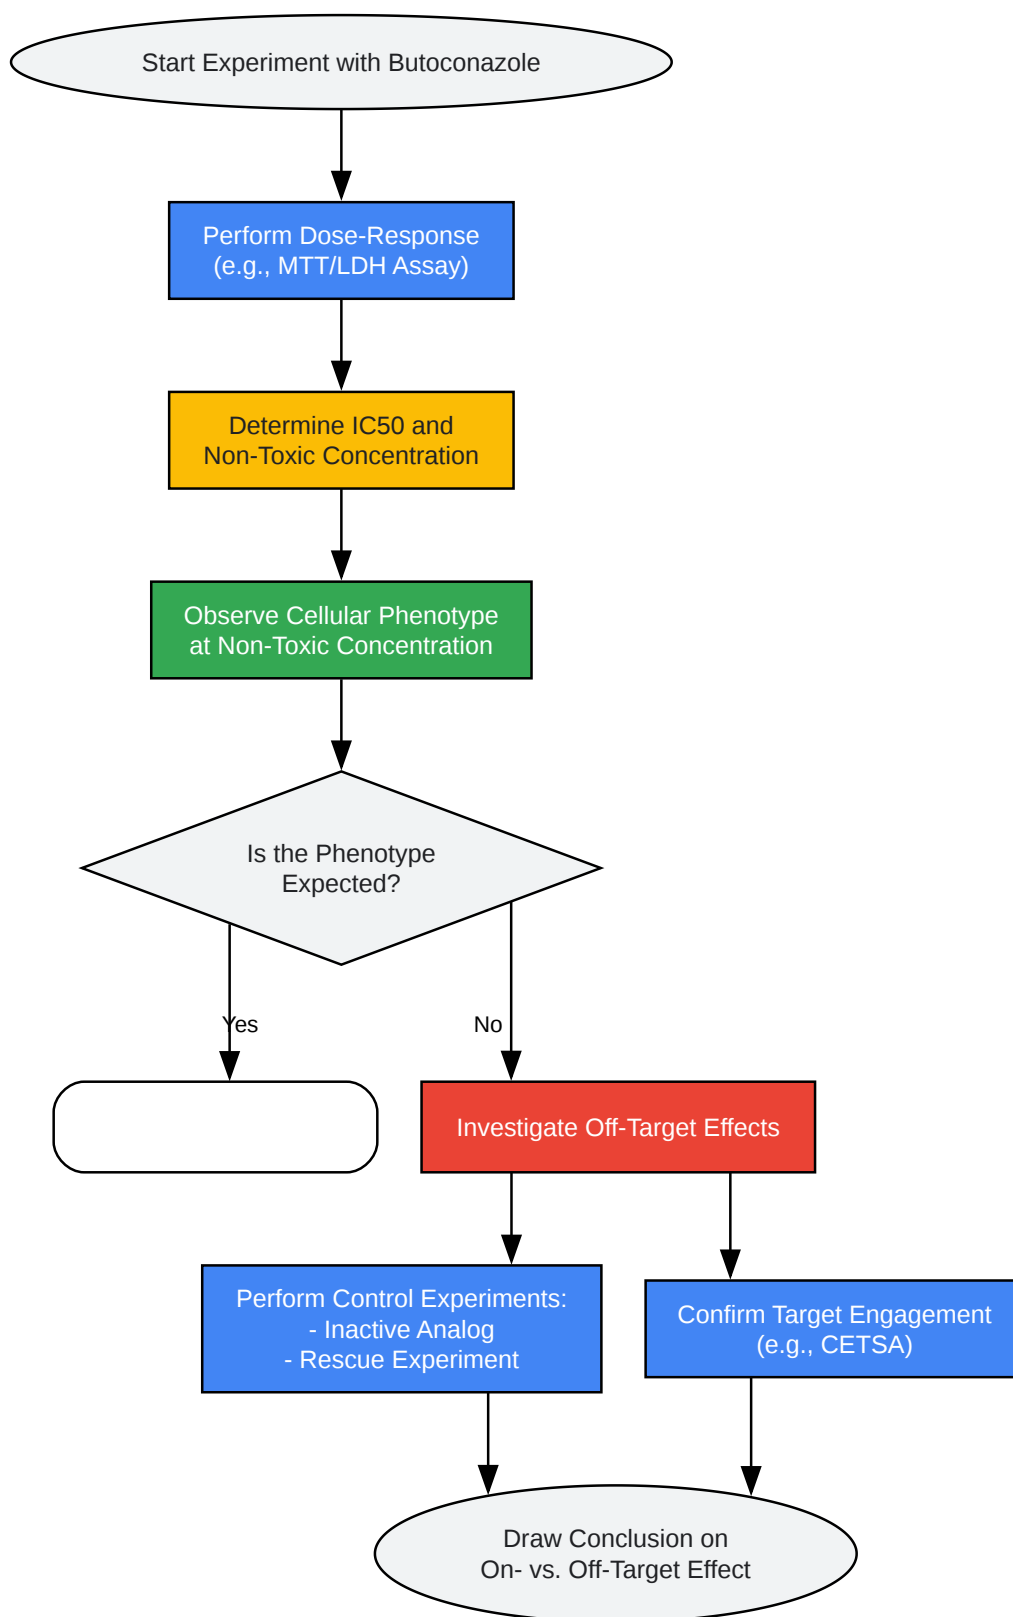 Start Experiment with Butoconazole
Perform Dose-Response
(e.g., MTT/LDH Assay)
Determine IC50 and
Non-Toxic Concentration
Observe Cellular Phenotype
at Non-Toxic Concentration
Is the Phenotype
Expected?
Yes
No
Investigate Off-Target Effects
Perform Control Experiments:
- Inactive Analog
- Rescue Experiment
Confirm Target Engagement
(e.g., CETSA)
Draw Conclusion on
On- vs. Off-Target Effect